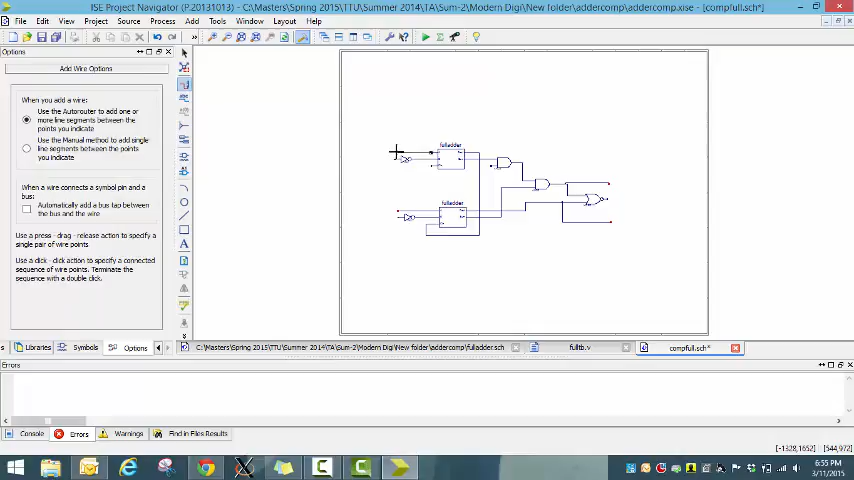 ISE Project Navigator (P.20131013) - C:\Masters\Spring 2015\TTU\Summer 2014\TA\Sum-2\Modern Digi\New folder\addercomp\addercomp.xise - [compfull.sch*]
File Edit View Project Source Process Add Tools Window Layout Help
Options
Add Wire Options
When you add a wire:
Use the Autorouter to add one or
more line segments between the
points you indicate
Use the Manual method to add single
line segments between the points
you indicate
When a wire connects a symbol pin and a
bus:
Automatically add a bus tap between
the bus and the wire
Use a press - drag - release action to specify a
single pair of wire points
Use a click - click action to specify a connected
sequence of wire points. Terminate the
sequence with a double click.
fulladder
fulladder
s Libraries Symbols Options
C:\Masters\Spring 2015\TTU\Summer 2014\TA\Sum-2\Modern Digi\New folder\addercomp\fulladder.sch
fulltb.v
compfull.sch*
Errors
Console Errors Warnings Find in Files Results
[-1328,1652] [544,972]
6:55 PM
3/11/2015